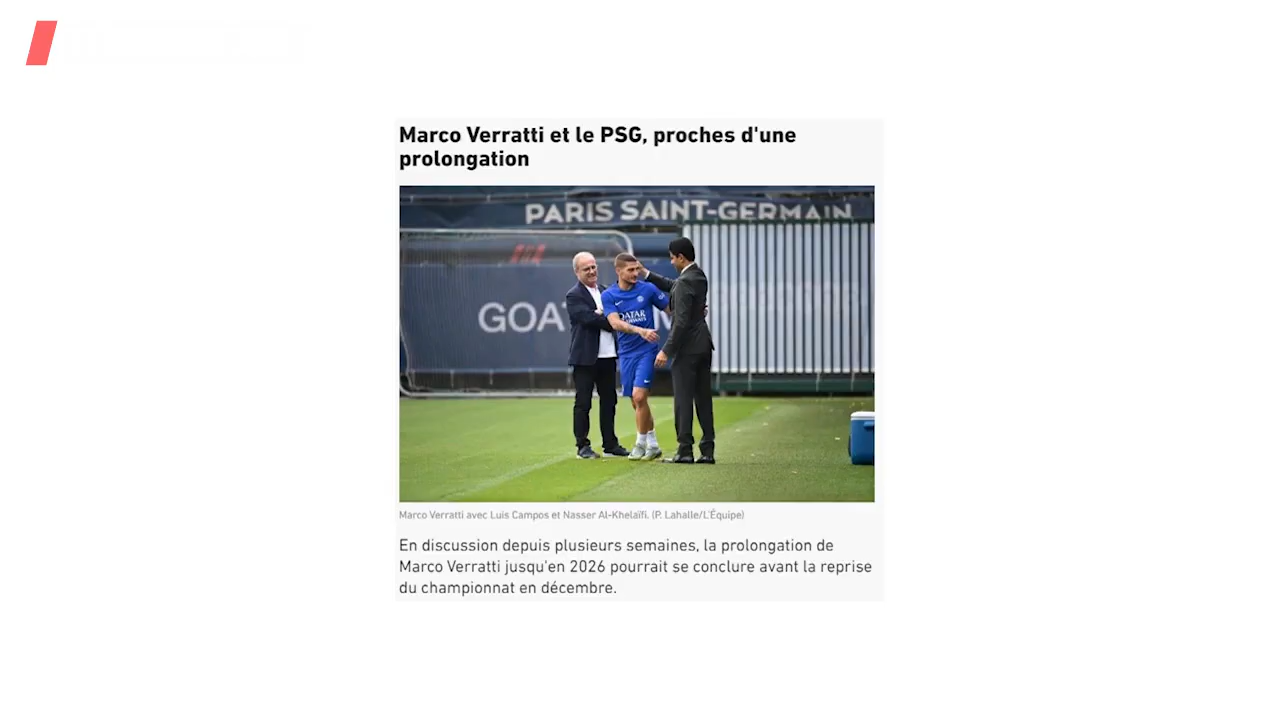 Marco Verratti et le PSG, proches d'une
prolongation
PARIS SAINT-GERMAIN
GOAT
QATAR
AIRWAYS
Marco Verratti avec Luis Campos et Nasser Al-Khelaïfi. (P. Lahalle/L'Équipe)
En discussion depuis plusieurs semaines, la prolongation de
Marco Verratti jusqu'en 2026 pourrait se conclure avant la reprise
du championnat en décembre.